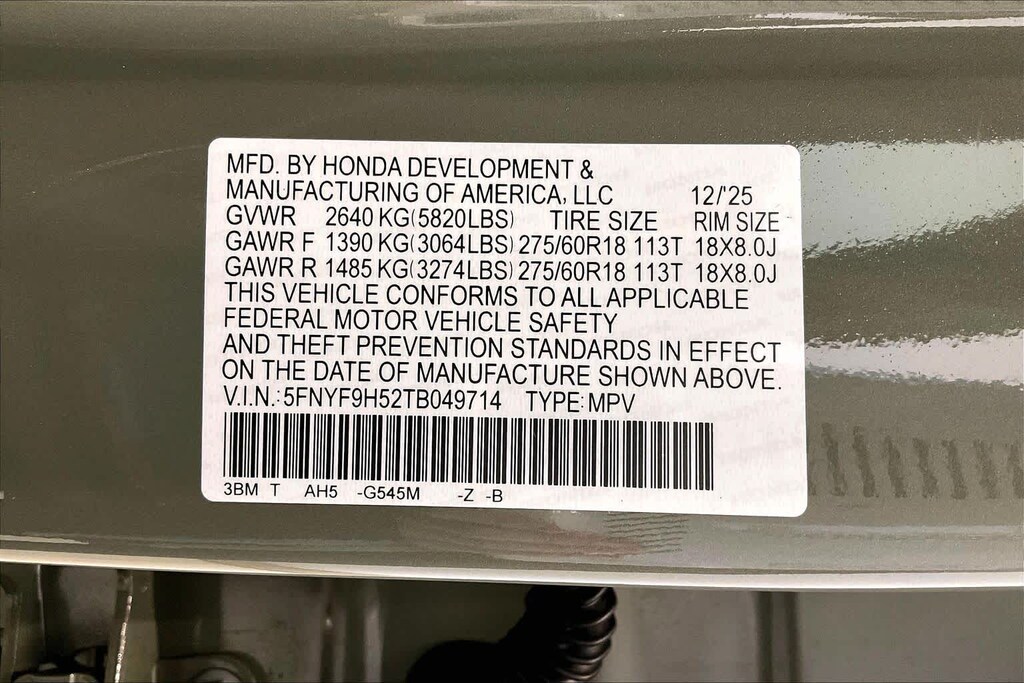 MFD. BY HONDA DEVELOPMENT &
MANUFACTURING OF AMERICA, LLC 12/'25
GVWR 2640 KG(5820LBS) TIRE SIZE RIM SIZE
GAWR F 1390 KG(3064LBS) 275/60R18 113T 18X8.0J
GAWR R 1485 KG(3274LBS) 275/60R18 113T 18X8.0J
THIS VEHICLE CONFORMS TO ALL APPLICABLE
FEDERAL MOTOR VEHICLE SAFETY
AND THEFT PREVENTION STANDARDS IN EFFECT
ON THE DATE OF MANUFACTURE SHOWN ABOVE.
V.I.N.:5FNYF9H52TB049714 TYPE:MPV
3BM T AH5 -G545M -Z -B